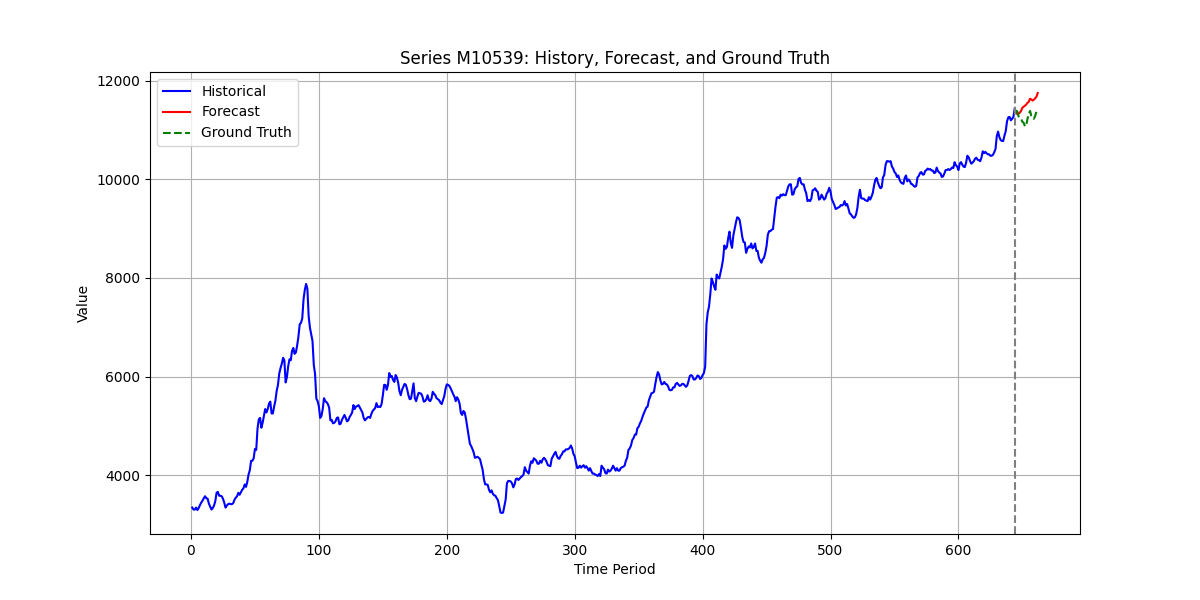 Series M10539: History, Forecast, and Ground Truth
Historical
Forecast
Ground Truth
12000
10000
8000
6000
4000
Value
0 100 200 300 400 500 600
Time Period